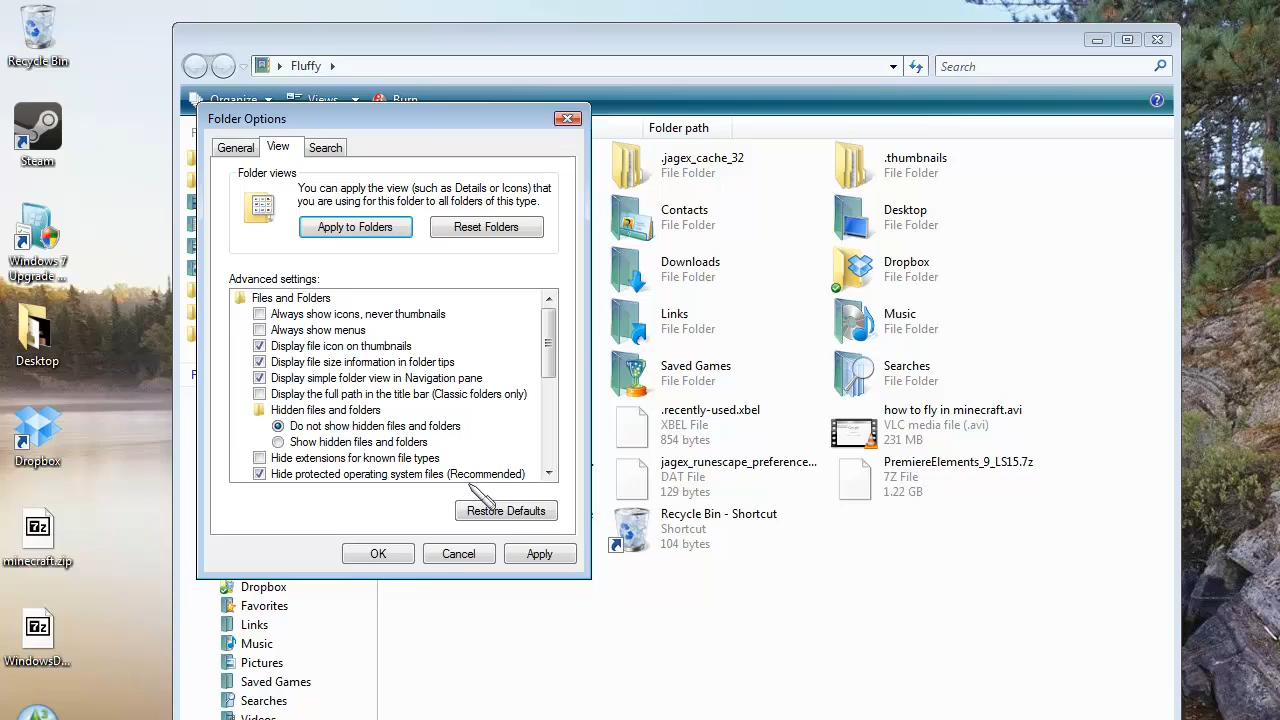 Recycle Bin
Steam
Windows 7
Upgrade ...
Desktop
Dropbox
minecraft.zip
WindowsD...
Fluffy
Search
Organize
Views
Burn
Folder Options
General
View
Search
Folder views
You can apply the view (such as Details or Icons) that
you are using for this folder to all folders of this type.
Apply to Folders
Reset Folders
Advanced settings:
Files and Folders
Always show icons, never thumbnails
Always show menus
Display file icon on thumbnails
Display file size information in folder tips
Display simple folder view in Navigation pane
Display the full path in the title bar (Classic folders only)
Hidden files and folders
Do not show hidden files and folders
Show hidden files and folders
Hide extensions for known file types
Hide protected operating system files (Recommended)
Restore Defaults
OK
Cancel
Apply
Dropbox
Favorites
Links
Music
Pictures
Saved Games
Searches
Videos
Folder path
.jagex_cache_32
File Folder
.thumbnails
File Folder
Contacts
File Folder
Desktop
File Folder
Downloads
File Folder
Dropbox
File Folder
Links
File Folder
Music
File Folder
Saved Games
File Folder
Searches
File Folder
.recently-used.xbel
XBEL File
854 bytes
how to fly in minecraft.avi
VLC media file (.avi)
231 MB
jagex_runescape_preference...
DAT File
129 bytes
PremiereElements_9_LS15.7z
7Z File
1.22 GB
Recycle Bin - Shortcut
Shortcut
104 bytes